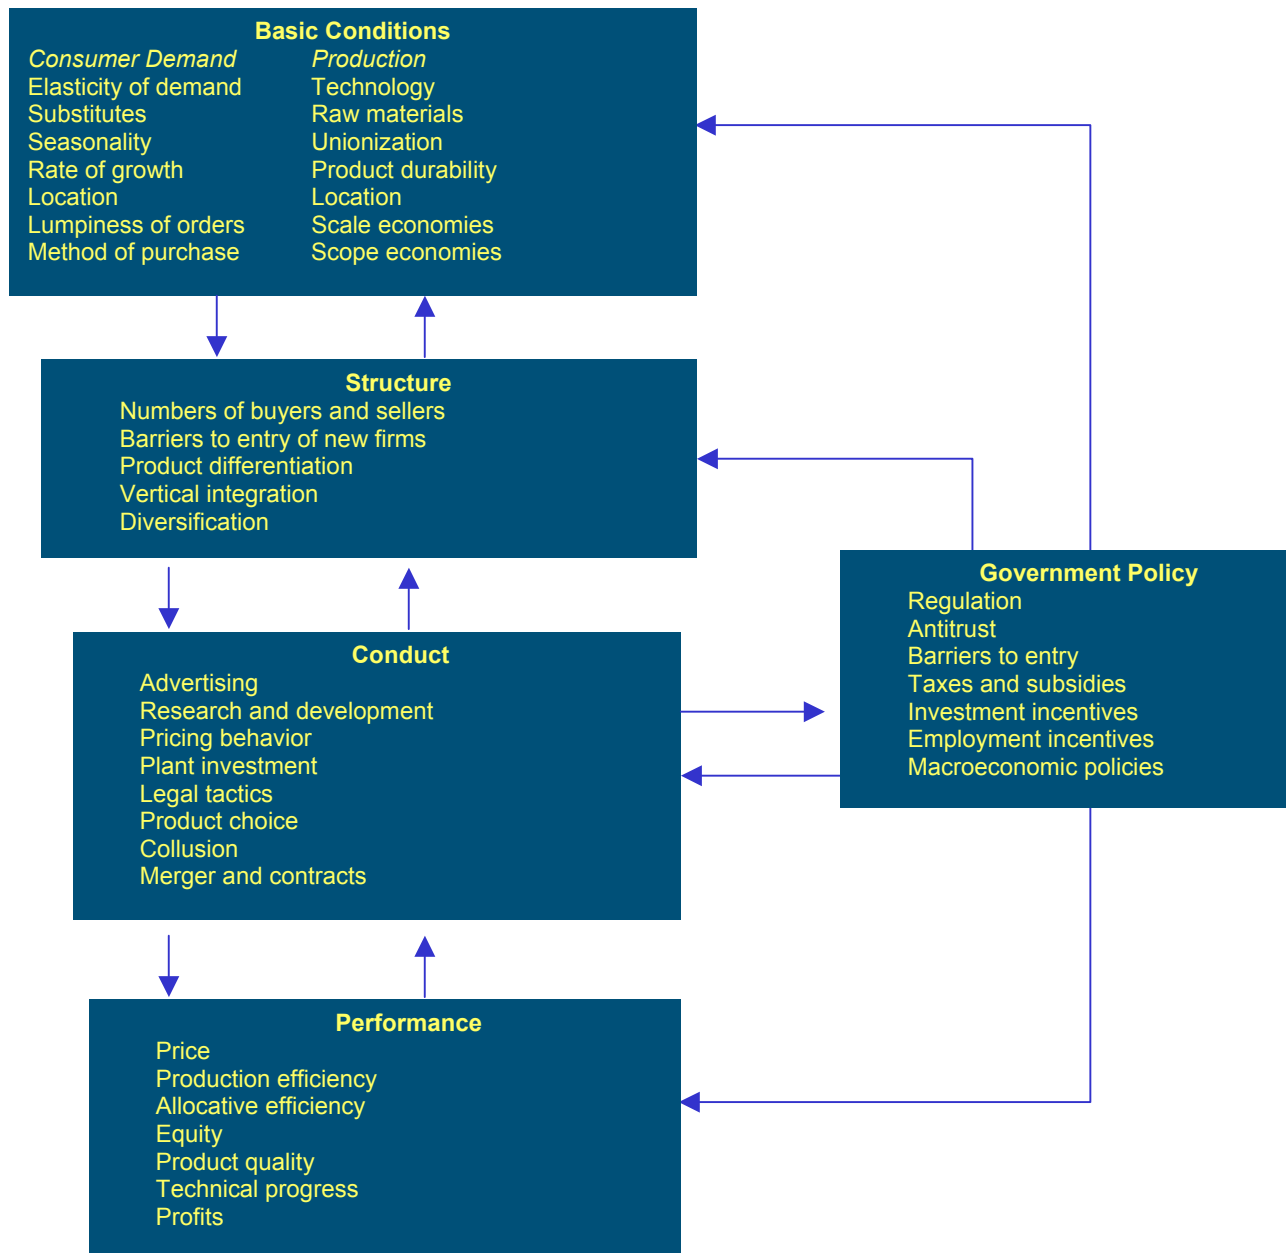 Basic Conditions
Consumer Demand Production
Elasticity of demand Technology
Substitutes Raw materials
Seasonality Unionization
Rate of growth Product durability
Location Location
Lumpiness of orders Scale economies
Method of purchase Scope economies
Structure
Numbers of buyers and sellers
Barriers to entry of new firms
Product differentiation
Vertical integration
Diversification
Government Policy
Regulation
Antitrust
Barriers to entry
Taxes and subsidies
Investment incentives
Employment incentives
Macroeconomic policies
Conduct
Advertising
Research and development
Pricing behavior
Plant investment
Legal tactics
Product choice
Collusion
Merger and contracts
Performance
Price
Production efficiency
Allocative efficiency
Equity
Product quality
Technical progress
Profits